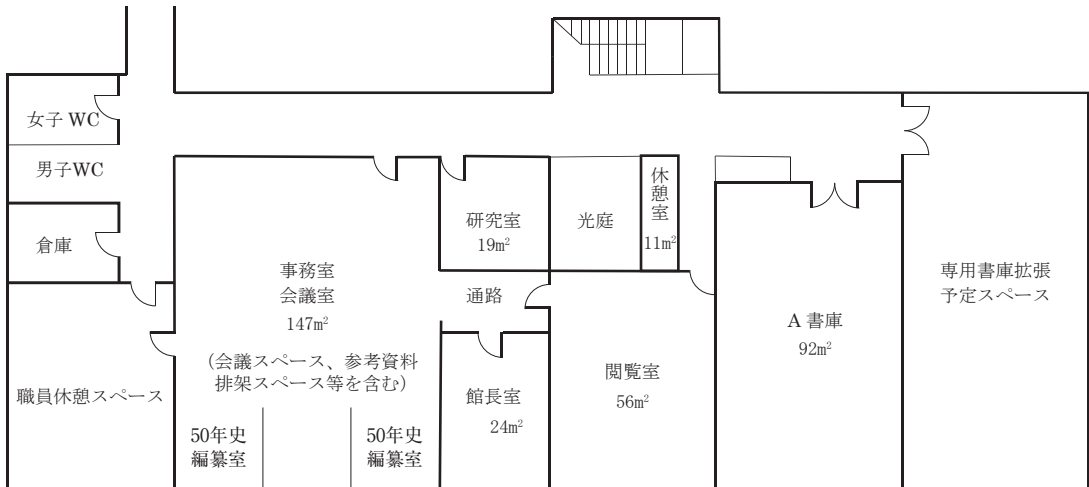 女子 WC
男子WC
倉庫
職員休憩スペース
事務室
会議室
147m²
(会議スペース、参考資料
排架スペース等を含む)
50年史
編纂室
50年史
編纂室
研究室
19m²
通路
館長室
24m²
光庭
休憩室
11m²
閲覧室
56m²
A 書庫
92m²
専用書庫拡張
予定スペース